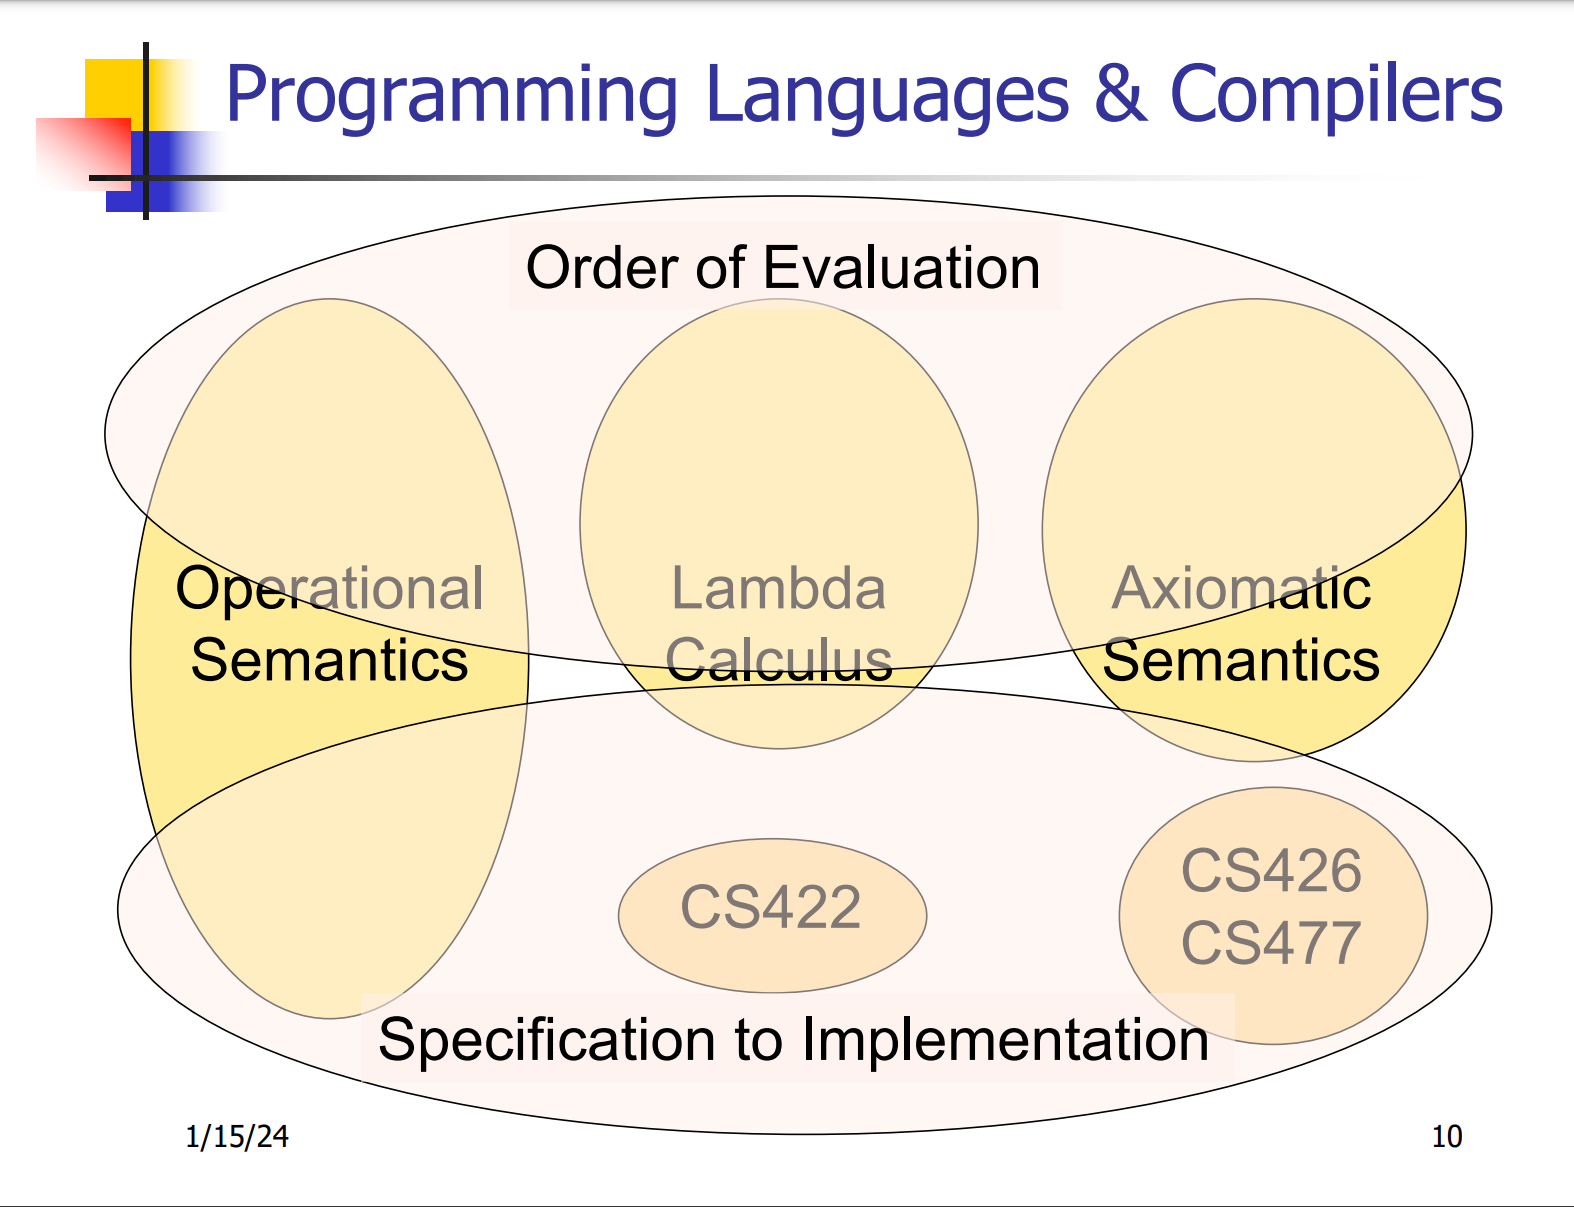 Programming Languages & Compilers
Order of Evaluation
Operational
Semantics
Lambda
Calculus
Axiomatic
Semantics
CS422
CS426
CS477
Specification to Implementation
1/15/24
10